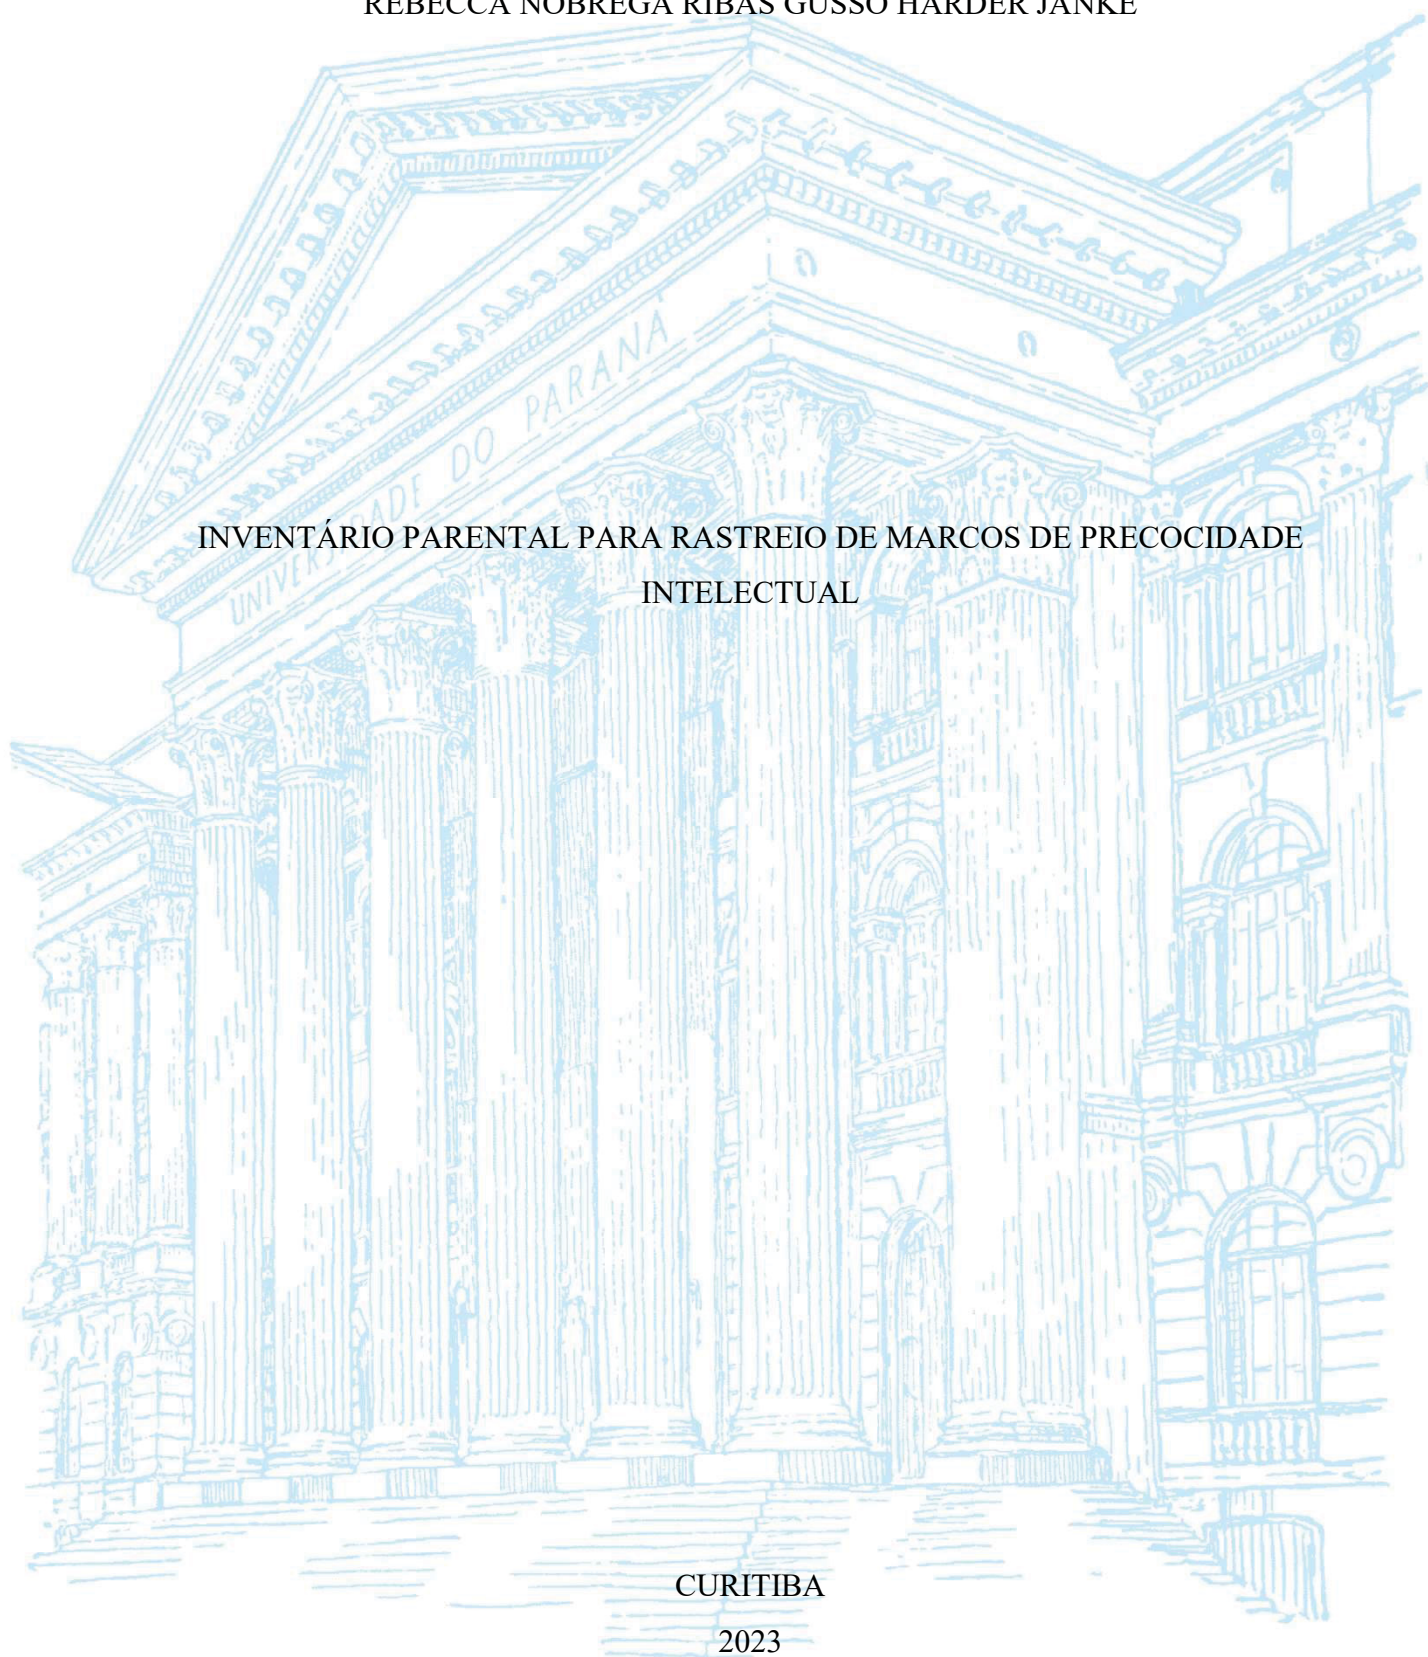 REBECCA NÓBREGA RIBAS GUSSO HARDER JANKE
UNIVERSIDADE DO PARANÁ
INVENTÁRIO PARENTAL PARA RASTREIO DE MARCOS DE PRECOCIDADE
INTELECTUAL
CURITIBA
2023